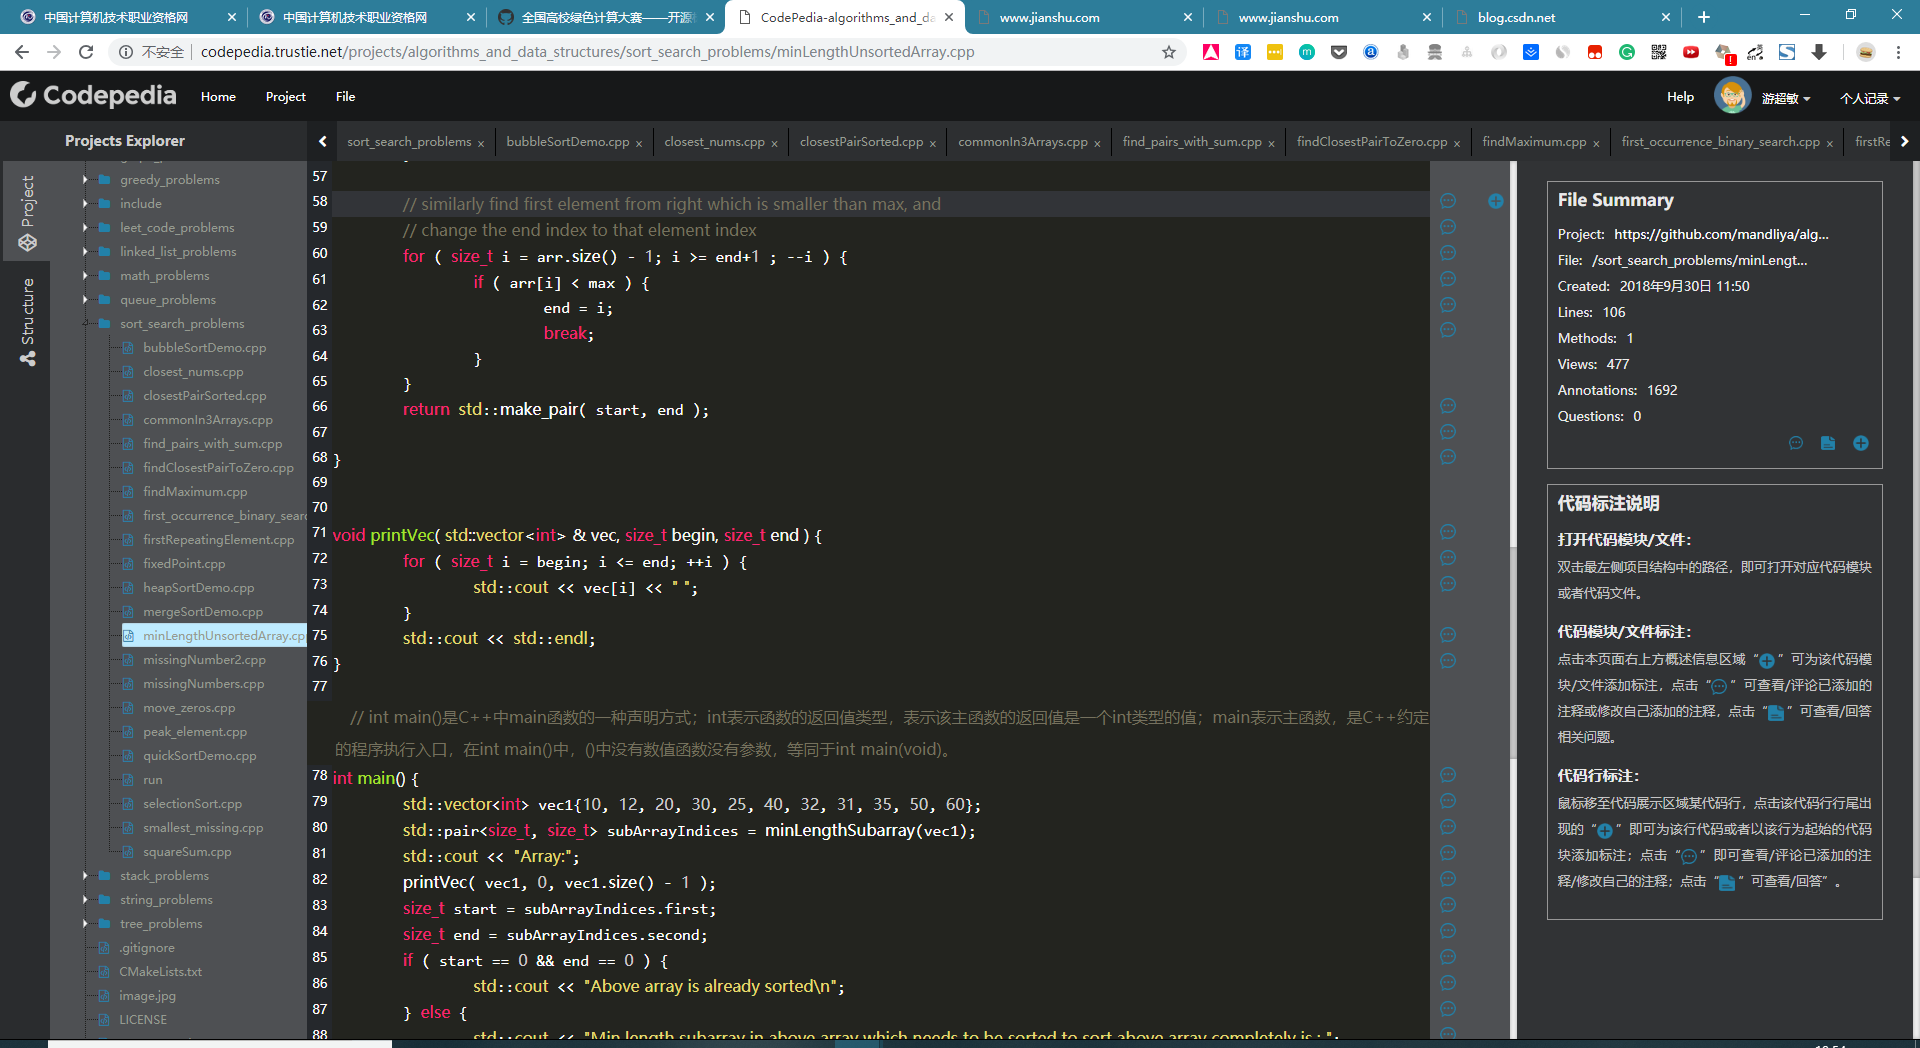 中国计算机技术职业资格网
中国计算机技术职业资格网
全国高校绿色计算大赛——开源
CodePedia-algorithms_and_da
www.jianshu.com
www.jianshu.com
blog.csdn.net
不安全
codepedia.trustie.net/projects/algorithms_and_data_structures/sort_search_problems/minLengthUnsortedArray.cpp
Codepedia
Home
Project
File
Help
游超敏
个人记录
Projects Explorer
sort_search_problems ×
bubbleSortDemo.cpp ×
closest_nums.cpp ×
closestPairSorted.cpp ×
commonIn3Arrays.cpp ×
find_pairs_with_sum.cpp ×
findClosestPairToZero.cpp ×
findMaximum.cpp ×
first_occurrence_binary_search.cpp ×
firstRe
Project
Structure
greedy_problems
include
leet_code_problems
linked_list_problems
math_problems
queue_problems
sort_search_problems
bubbleSortDemo.cpp
closest_nums.cpp
closestPairSorted.cpp
commonIn3Arrays.cpp
find_pairs_with_sum.cpp
findClosestPairToZero.cpp
findMaximum.cpp
first_occurrence_binary_searc
firstRepeatingElement.cpp
fixedPoint.cpp
heapSortDemo.cpp
mergeSortDemo.cpp
minLengthUnsortedArray.cpp
missingNumber2.cpp
missingNumbers.cpp
move_zeros.cpp
peak_element.cpp
quickSortDemo.cpp
run
selectionSort.cpp
smallest_missing.cpp
squareSum.cpp
stack_problems
string_problems
tree_problems
.gitignore
CMakeLists.txt
image.jpg
LICENSE
57
58 // similarly find first element from right which is smaller than max, and
59 // change the end index to that element index
60 for ( size_t i = arr.size() - 1; i >= end+1 ; --i ) {
61 if ( arr[i] < max ) {
62 end = i;
63 break;
64 }
65 }
66 return std::make_pair( start, end );
67
68 }
69
70
71 void printVec( std::vector<int> & vec, size_t begin, size_t end ) {
72 for ( size_t i = begin; i <= end; ++i ) {
73 std::cout << vec[i] << " ";
74 }
75 std::cout << std::endl;
76 }
77
// int main()是C++中main函数的一种声明方式；int表示函数的返回值类型，表示该主函数的返回值是一个int类型的值；main表示主函数，是C++约定
的程序执行入口，在int main()中，()中没有数值函数没有参数，等同于int main(void)。
78 int main() {
79 std::vector<int> vec1{10, 12, 20, 30, 25, 40, 32, 31, 35, 50, 60};
80 std::pair<size_t, size_t> subArrayIndices = minLengthSubarray(vec1);
81 std::cout << "Array:";
82 printVec( vec1, 0, vec1.size() - 1 );
83 size_t start = subArrayIndices.first;
84 size_t end = subArrayIndices.second;
85 if ( start == 0 && end == 0 ) {
86 std::cout << "Above array is already sorted\n";
87 } else {
88 std::cout << "Min length subarray in above array which needs to be sorted to sort above array completely is : ";
File Summary
Project: https://github.com/mandliya/alg...
File: /sort_search_problems/minLengt...
Created: 2018年9月30日 11:50
Lines: 106
Methods: 1
Views: 477
Annotations: 1692
Questions: 0
代码标注说明
打开代码模块/文件：
双击最左侧项目结构中的路径，即可打开对应代码模块
或者代码文件。
代码模块/文件标注：
点击本页面右上方概述信息区域“ ”可为该代码模
块/文件添加标注，点击“ ”可查看/评论已添加的
注释或修改自己添加的注释，点击“ ”可查看/回答
相关问题。
代码行标注：
鼠标移至代码展示区域某代码行，点击该代码行行尾出
现的“ ”即可为该行代码或者以该行为起始的代码
块添加标注；点击“ ”即可查看/评论已添加的注
释/修改自己的注释；点击“ ”可查看/回答”。